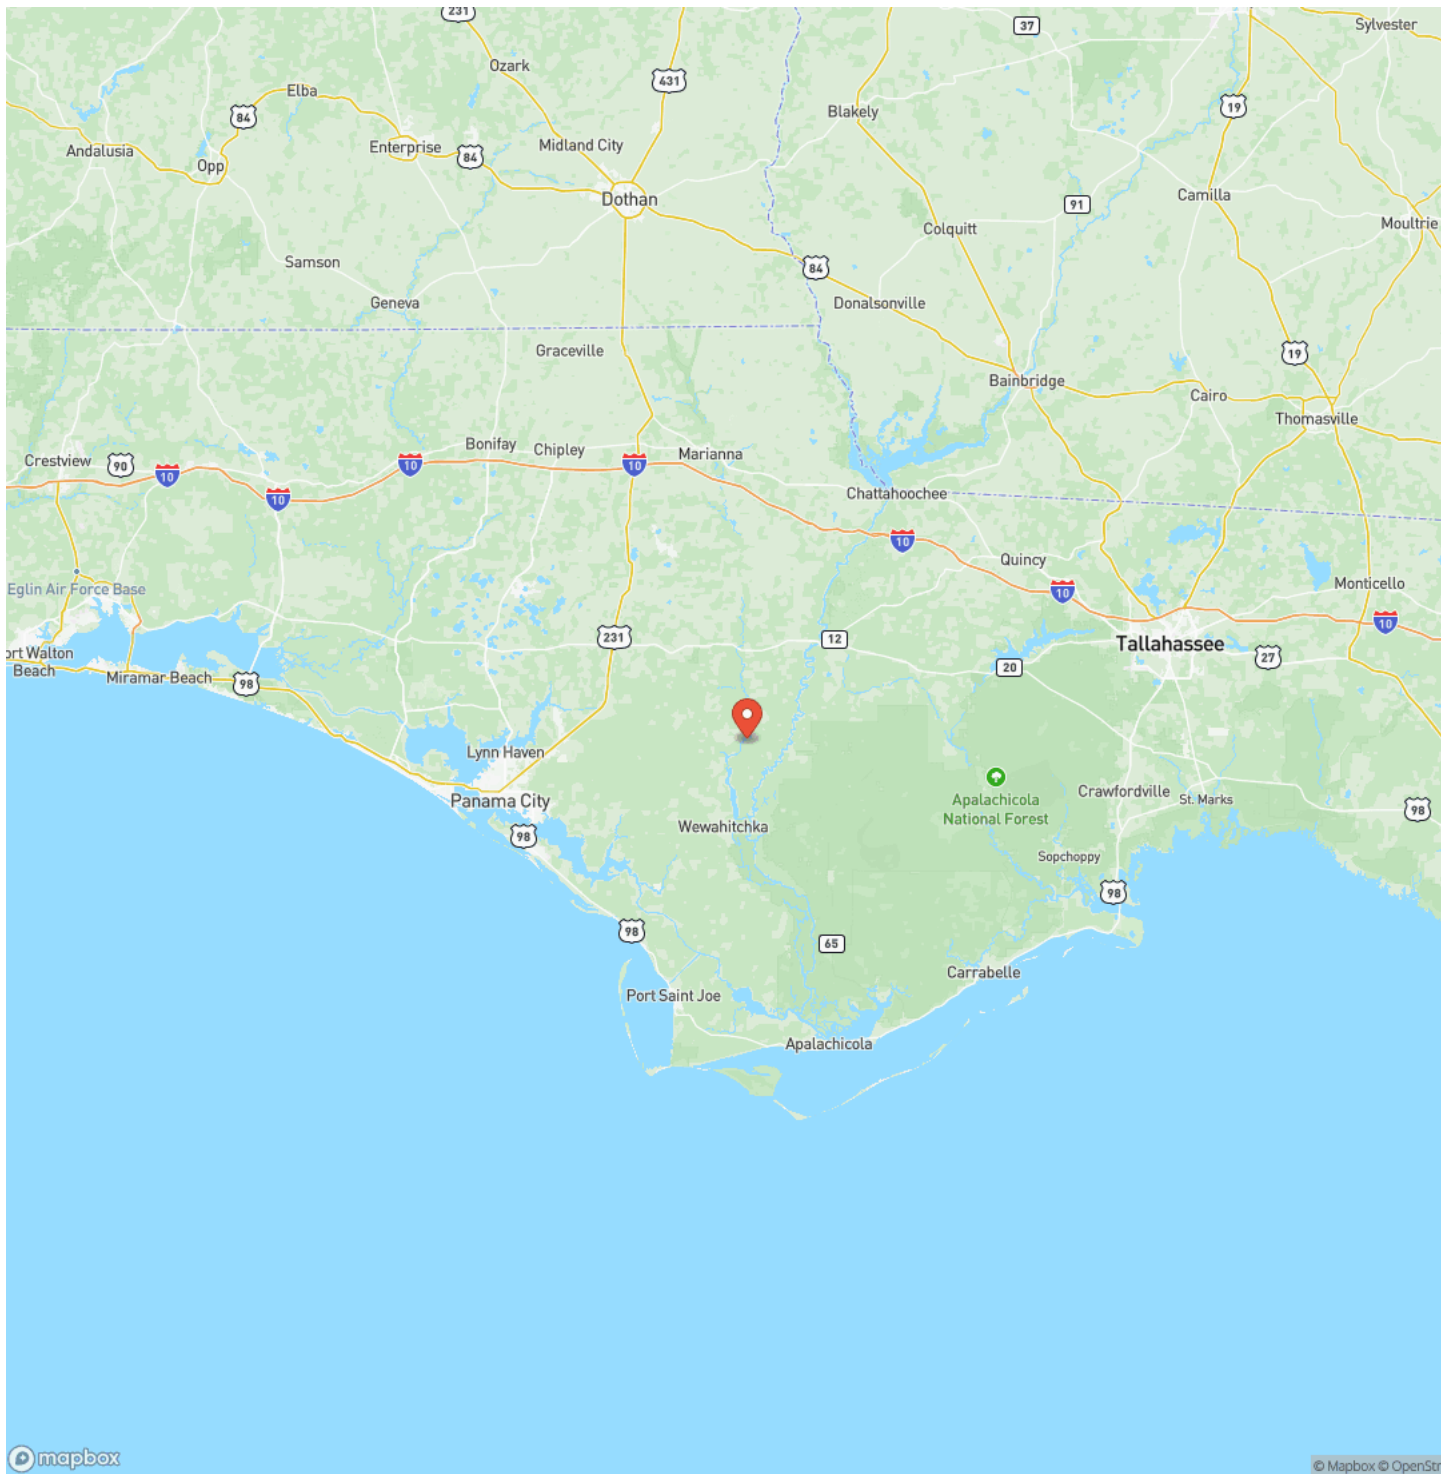 231
37
Sylvester
Ozark
431
Elba
84
19
Blakely
Andalusia
Opp
Enterprise
84
Midland City
Dothan
Camilla
91
Moultrie
Colquitt
Samson
84
Geneva
Donalsonville
Graceville
19
Bainbridge
Cairo
Thomasville
Crestview
90
10
Bonifay
Chipley
10
10
Marianna
10
Chattahoochee
10
Quincy
Eglin Air Force Base
10
Monticello
10
231
12
Tallahassee
ort Walton
Beach
20
27
Miramar Beach
98
Lynn Haven
Panama City
Apalachicola
National Forest
Crawfordville
St. Marks
98
98
Wewahitchka
Sopchoppy
98
98
65
Port Saint Joe
Carrabelle
Apalachicola
mapbox
© Mapbox © OpenStr